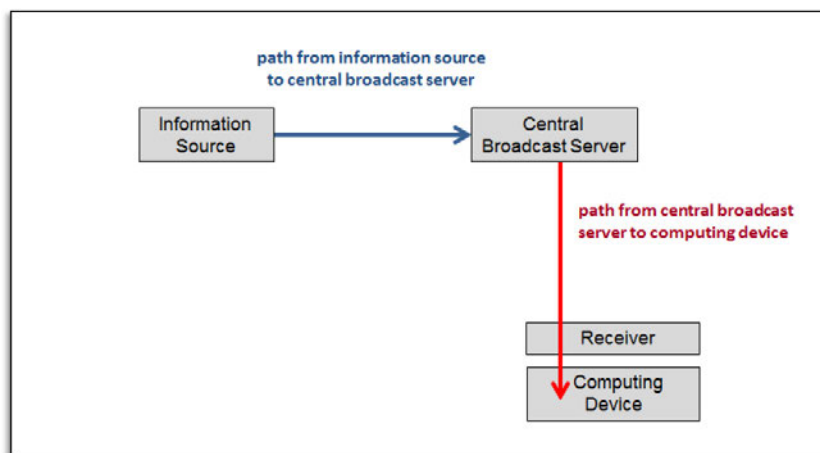 path from information source
to central broadcast server
Information
Source
Central
Broadcast Server
path from central broadcast
server to computing device
Receiver
Computing
Device